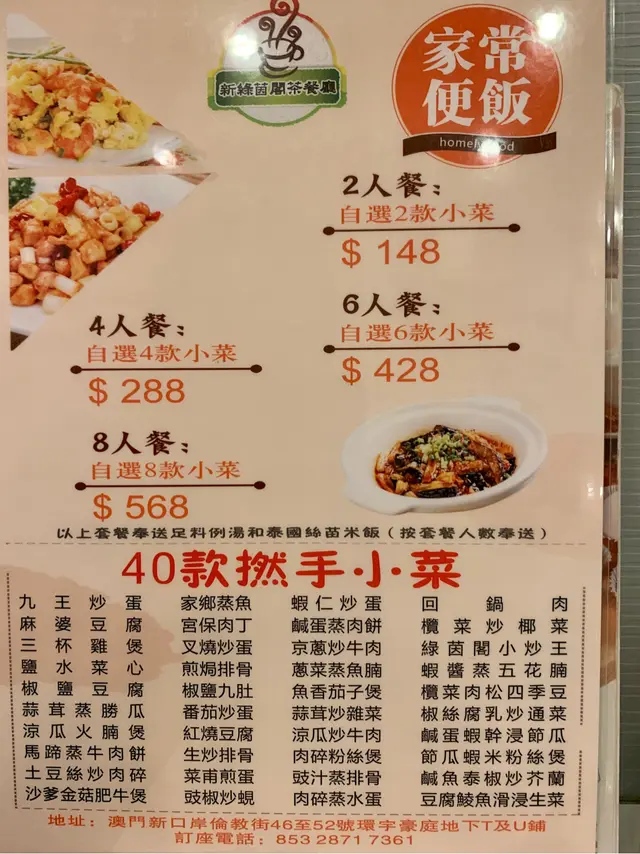 新綠茵閣茶餐廳
家常
便飯
2人餐：
自選2款小菜
$ 148
6人餐：
自選6款小菜
$ 428
4人餐：
自選4款小菜
$ 288
8人餐：
自選8款小菜
$ 568
以上套餐奉送足料例湯和泰國絲苗米飯（按套餐人數奉送）
40款撚手小菜
九王炒蛋 家鄉蒸魚 蝦仁炒蛋 回鍋肉
麻婆豆腐 宮保肉丁 鹹蛋蒸肉餅 欖菜炒椰菜
三杯雞煲 叉燒炒蛋 京蔥炒牛肉 綠茵閣小炒王
鹽水菜心 煎焗排骨 蔥菜蒸魚腩 蝦醬蒸五花腩
椒鹽豆腐 椒鹽九肚 魚香茄子煲 欖菜肉松四季豆
蒜茸蒸勝瓜 番茄炒蛋 蒜茸炒雜菜 椒絲腐乳炒通菜
涼瓜火腩煲 紅燒豆腐 涼瓜炒牛肉 鹹蛋蝦幹浸節瓜
馬蹄蒸牛肉餅 生炒排骨 肉碎粉絲煲 節瓜蝦米粉絲煲
土豆絲炒肉碎 菜甫煎蛋 豉汁蒸排骨 鹹魚泰椒炒芥蘭
沙爹金菇肥牛煲 豉椒炒蜆 肉碎蒸水蛋 豆腐鯪魚滑浸生菜
地址：澳門新口岸倫敦街46至52號環宇豪庭地下T及U鋪
訂座電話：853 2871 7361